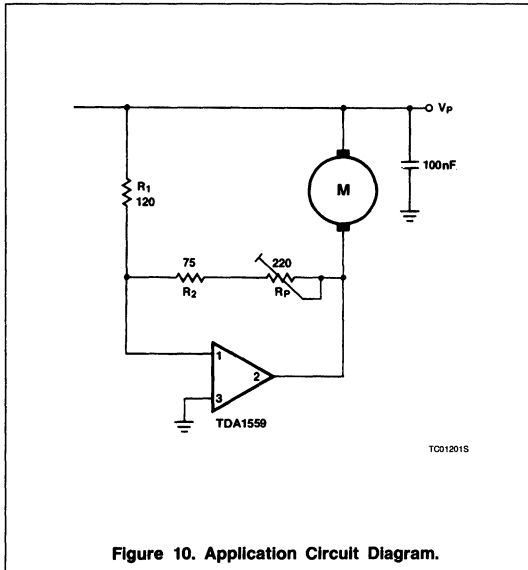 VP
100nF
R1
120
M
75
220
R2
RP
1
2
3
TDA1559
TC01201S
Figure 10. Application Circuit Diagram.